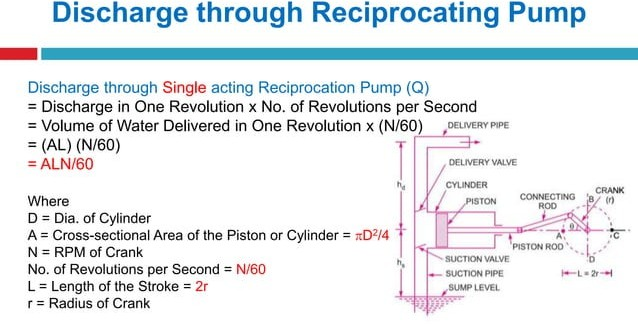 Discharge through Reciprocating Pump
Discharge through Single acting Reciprocation Pump (Q)
= Discharge in One Revolution x No. of Revolutions per Second
= Volume of Water Delivered in One Revolution x (N/60)
= (AL) (N/60)
= ALN/60
Where
D = Dia. of Cylinder
A = Cross-sectional Area of the Piston or Cylinder = πD²/4
N = RPM of Crank
No. of Revolutions per Second = N/60
L = Length of the Stroke = 2r
r = Radius of Crank
DELIVERY PIPE
DELIVERY VALVE
hd
CYLINDER
PISTON
CONNECTING
ROD
CRANK
(r)
B
A
θ
C
PISTON ROD
D
hs
SUCTION VALVE
SUCTION PIPE
L = 2r
SUMP LEVEL